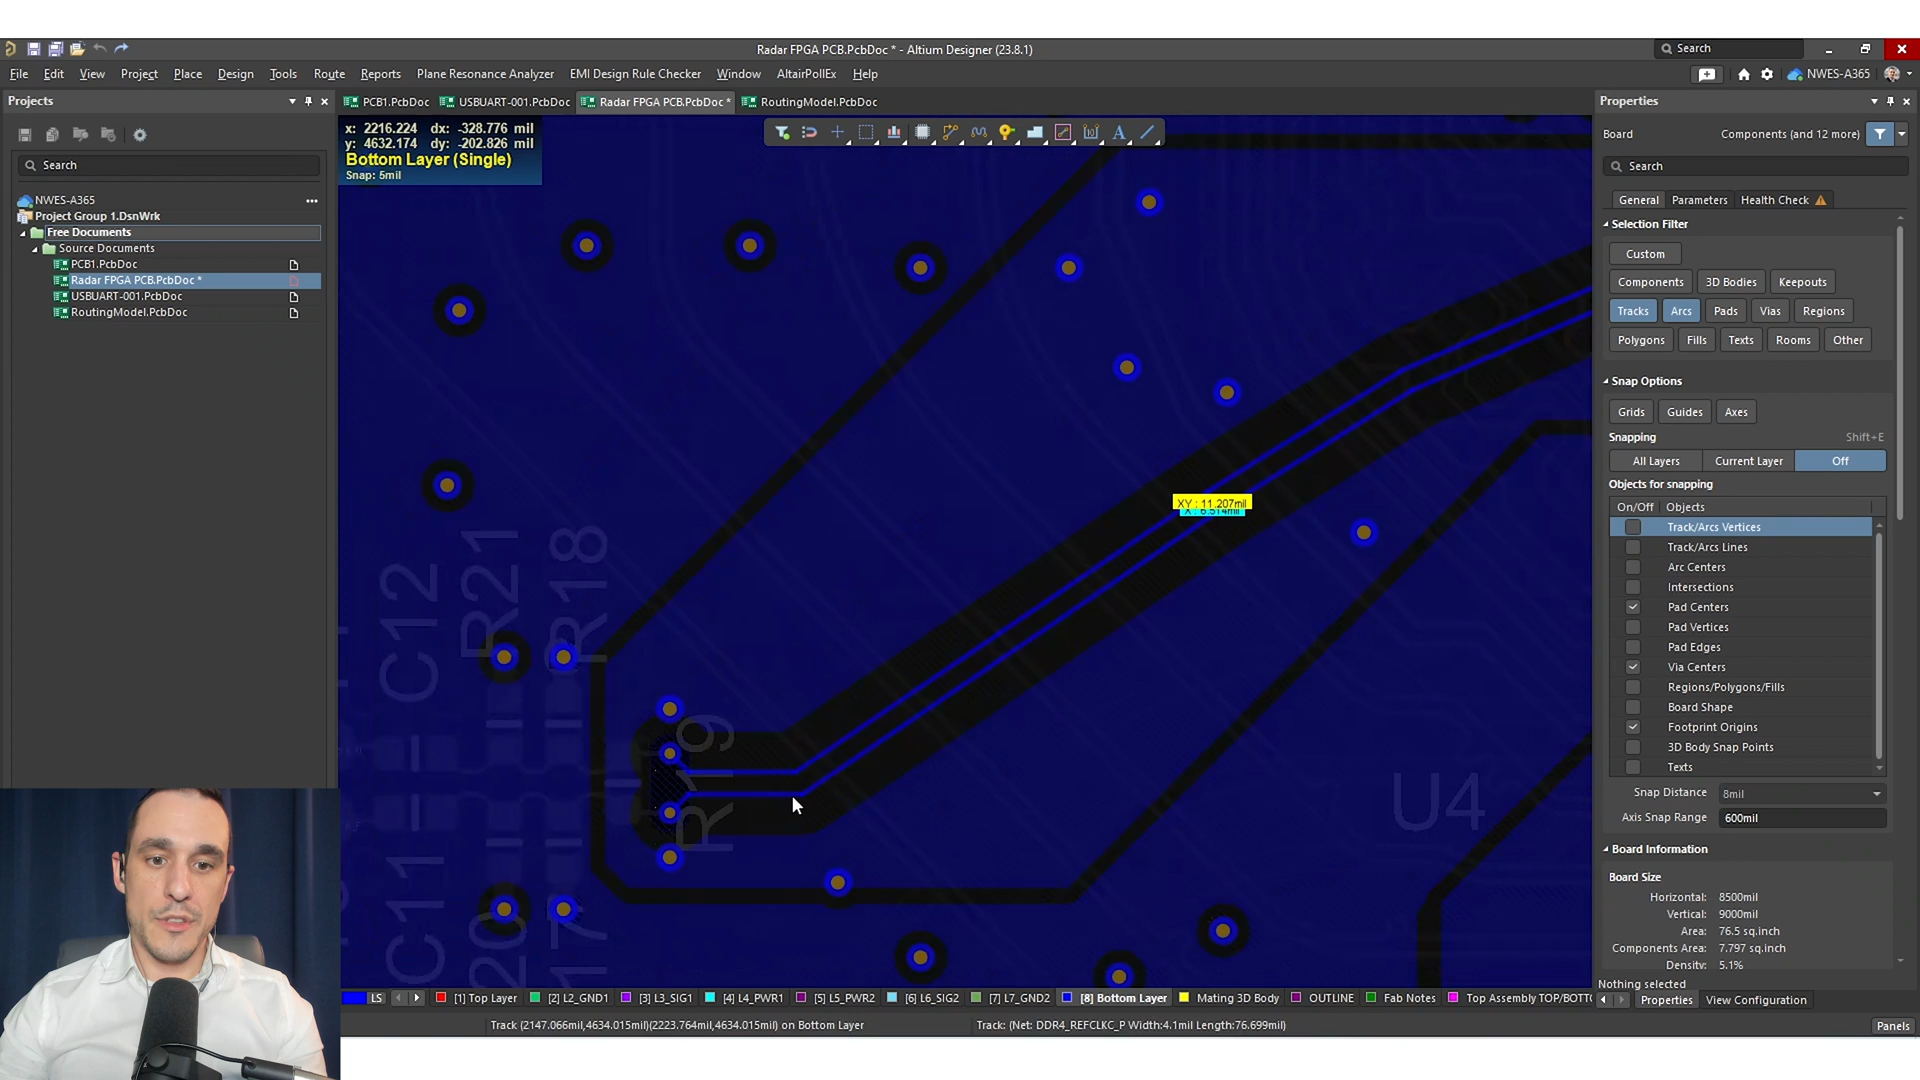 Radar FPGA PCB.PcbDoc * - Altium Designer (23.8.1)
Search
File Edit View Project Place Design Tools Route Reports Plane Resonance Analyzer EMI Design Rule Checker Window AltairPollEx Help
NWES-A365
Projects
PCB1.PcbDoc USBUART-001.PcbDoc Radar FPGA PCB.PcbDoc * RoutingModel.PcbDoc
Properties
x: 2216.224 dx: -328.776 mil
y: 4632.174 dy: -202.826 mil
Bottom Layer (Single)
Snap: 5mil
Board Components (and 12 more)
Search
Search
NWES-A365
Project Group 1.DsnWrk
Free Documents
Source Documents
PCB1.PcbDoc
Radar FPGA PCB.PcbDoc *
USBUART-001.PcbDoc
RoutingModel.PcbDoc
General Parameters Health Check
Selection Filter
Custom
Components 3D Bodies Keepouts
Tracks Arcs Pads Vias Regions
Polygons Fills Texts Rooms Other
Snap Options
Grids Guides Axes
Snapping Shift+E
All Layers Current Layer Off
Objects for snapping
On/Off Objects
Track/Arcs Vertices
Track/Arcs Lines
Arc Centers
Intersections
Pad Centers
Pad Vertices
Pad Edges
Via Centers
Regions/Polygons/Fills
Board Shape
Footprint Origins
3D Body Snap Points
Texts
Snap Distance 8mil
Axis Snap Range 600mil
Board Information
Board Size
Horizontal: 8500mil
Vertical: 9000mil
Area: 76.5 sq.inch
Components Area: 7.797 sq.inch
Density: 5.1%
Nothing selected
Properties View Configuration
XY : 11.207mil
X : 6.514mil
C12
R21
R18
R19
U4
C11
20
17
LS [1] Top Layer [2] L2_GND1 [3] L3_SIG1 [4] L4_PWR1 [5] L5_PWR2 [6] L6_SIG2 [7] L7_GND2 [8] Bottom Layer Mating 3D Body OUTLINE Fab Notes Top Assembly TOP/BOTT
Track (2147.066mil,4634.015mil)(2223.764mil,4634.015mil) on Bottom Layer
Track: (Net: DDR4_REFCLKC_P Width:4.1mil Length:76.699mil)
Panels